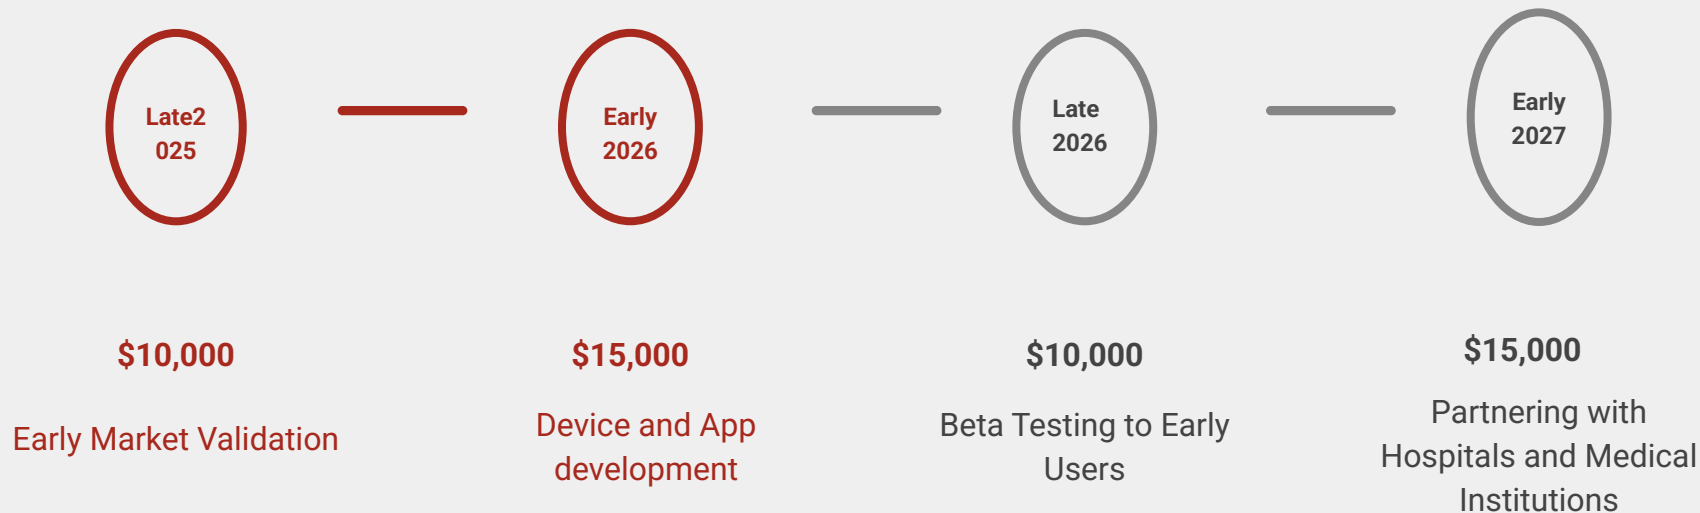 Late2
025
Early
2026
Late
2026
Early
2027
$10,000
$15,000
$10,000
$15,000
Early Market Validation
Device and App
development
Beta Testing to Early
Users
Partnering with
Hospitals and Medical
Institutions